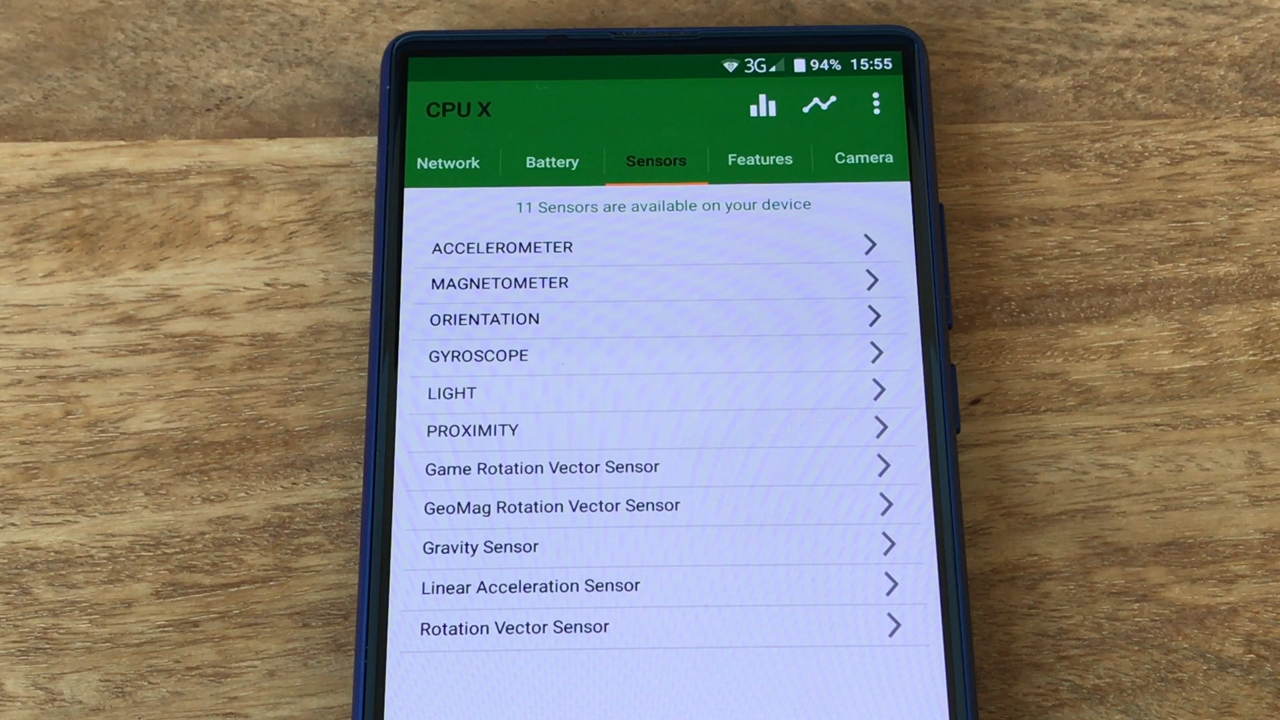 3G 94% 15:55
CPU X
Network Battery Sensors Features Camera
11 Sensors are available on your device
ACCELEROMETER
MAGNETOMETER
ORIENTATION
GYROSCOPE
LIGHT
PROXIMITY
Game Rotation Vector Sensor
GeoMag Rotation Vector Sensor
Gravity Sensor
Linear Acceleration Sensor
Rotation Vector Sensor